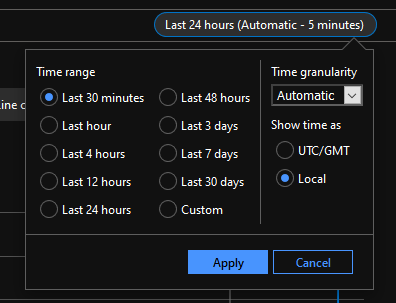 Last 24 hours (Automatic - 5 minutes)
Time range
Last 30 minutes
Last hour
Last 4 hours
Last 12 hours
Last 24 hours
Last 48 hours
Last 3 days
Last 7 days
Last 30 days
Custom
Time granularity
Automatic
Show time as
UTC/GMT
Local
Apply
Cancel